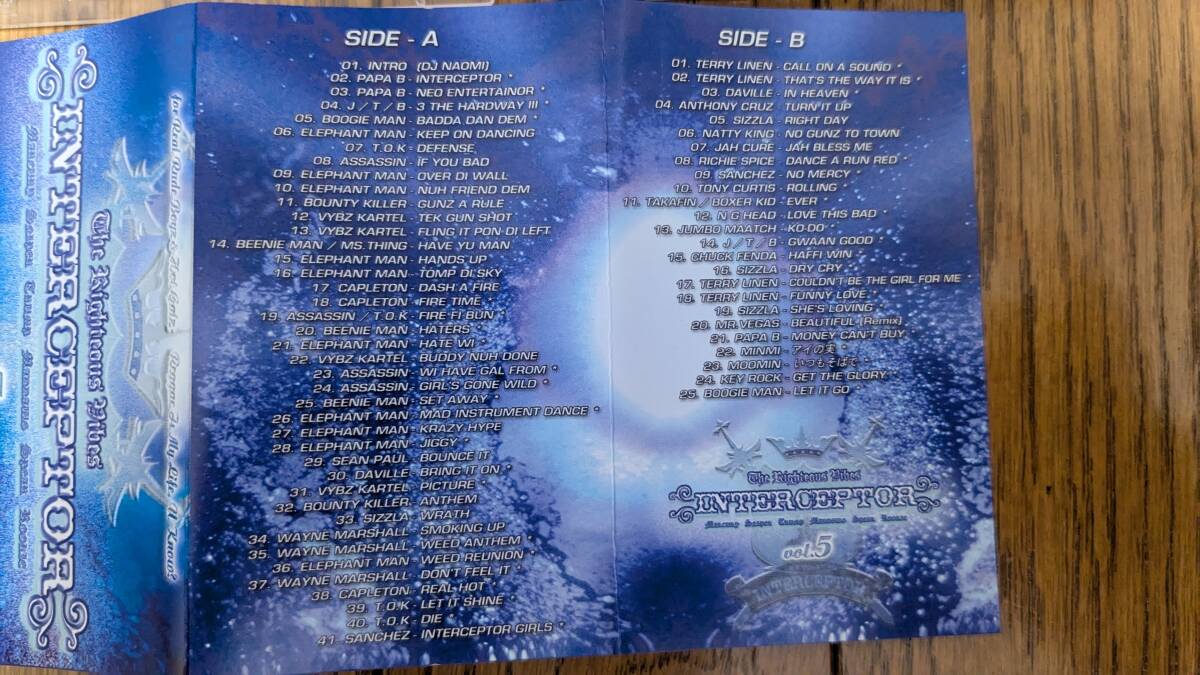 INTERCEPTOR
The Righteous Vibes
for Real Rude Boys & Hot Galz
SIDE - A
01. INTRO (DJ NAOMI)
02. PAPA B - INTERCEPTOR *
03. PAPA B - NEO ENTERTAINOR *
04. J / T / B - 3 THE HARDWAY III *
05. BOOGIE MAN - BADDA DAN DEM *
06. ELEPHANT MAN - KEEP ON DANCING
07. T.O.K - DEFENSE
08. ASSASSIN - IF YOU BAD
09. ELEPHANT MAN - OVER DI WALL
10. ELEPHANT MAN - NUH FRIEND DEM
11. BOUNTY KILLER - GUNZ A RULE
12. VYBZ KARTEL - TEK GUN SHOT *
13. VYBZ KARTEL - FLING IT PON DI LEFT
14. BEENIE MAN / MS.THING - HAVE YU MAN
15. ELEPHANT MAN - HANDS UP
16. ELEPHANT MAN - TOMP DI SKY
17. CAPLETON - DASH A FIRE
18. CAPLETON - FIRE TIME *
19. ASSASSIN / T.O.K - FIRE FI BUN *
20. BEENIE MAN - HATERS *
21. ELEPHANT MAN - HATE WI *
22. VYBZ KARTEL - BUDDY NUH DONE
23. ASSASSIN - WI HAVE GAL FROM *
24. ASSASSIN - GIRL'S GONE WILD *
25. BEENIE MAN - SET AWAY *
26. ELEPHANT MAN - MAD INSTRUMENT DANCE *
27. ELEPHANT MAN - KRAZY HYPE
28. ELEPHANT MAN - JIGGY *
29. SEAN PAUL - BOUNCE IT
30. DAVILLE - BRING IT ON *
31. VYBZ KARTEL - PICTURE *
32. BOUNTY KILLER - ANTHEM
33. SIZZLA - WRATH
34. WAYNE MARSHALL - SMOKING UP
35. WAYNE MARSHALL - WEED ANTHEM
36. ELEPHANT MAN - WEED REUNION *
37. WAYNE MARSHALL - DON'T FEEL IT *
38. CAPLETON - REAL HOT *
39. T.O.K - LET IT SHINE *
40. T.O.K - DIE *
41. SANCHEZ - INTERCEPTOR GIRLS *
SIDE - B
01. TERRY LINEN - CALL ON A SOUND *
02. TERRY LINEN - THAT'S THE WAY IT IS *
03. DAVILLE - IN HEAVEN *
04. ANTHONY CRUZ - TURN IT UP
05. SIZZLA - RIGHT DAY
06. NATTY KING - NO GUNZ TO TOWN
07. JAH CURE - JAH BLESS ME
08. RICHIE SPICE - DANCE A RUN RED *
09. SANCHEZ - NO MERCY *
10. TONY CURTIS - ROLLING *
11. TAKAFIN / BOXER KID - EVER *
12. N G HEAD - LOVE THIS BAD *
13. JUMBO MAATCH - KO-DO *
14. J / T / B - GWAAN GOOD *
15. CHUCK FENDA - HAFFI WIN *
16. SIZZLA - DRY CRY
17. TERRY LINEN - COULDN'T BE THE GIRL FOR ME *
18. TERRY LINEN - FUNNY LOVE *
19. SIZZLA - SHE'S LOVING
20. MR.VEGAS - BEAUTIFUL (Remix)
21. PAPA B - MONEY CAN'T BUY
22. MINMI - アイの実 *
23. MOOMIN - いつもそばで *
24. KEY ROCK - GET THE GLORY *
25. BOOGIE MAN - LET IT GO
The Righteous Vibes
INTERCEPTOR
vol.5
INTERCEPTOR